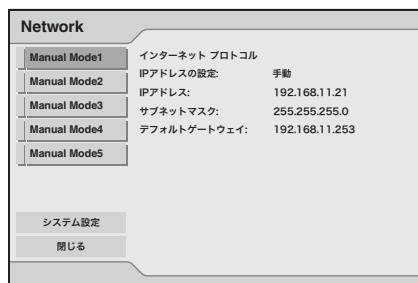 Network
Manual Mode1
Manual Mode2
Manual Mode3
Manual Mode4
Manual Mode5
システム設定
閉じる
インターネット プロトコル
IPアドレスの設定: 手動
IPアドレス: 192.168.11.21
サブネットマスク: 255.255.255.0
デフォルトゲートウェイ: 192.168.11.253